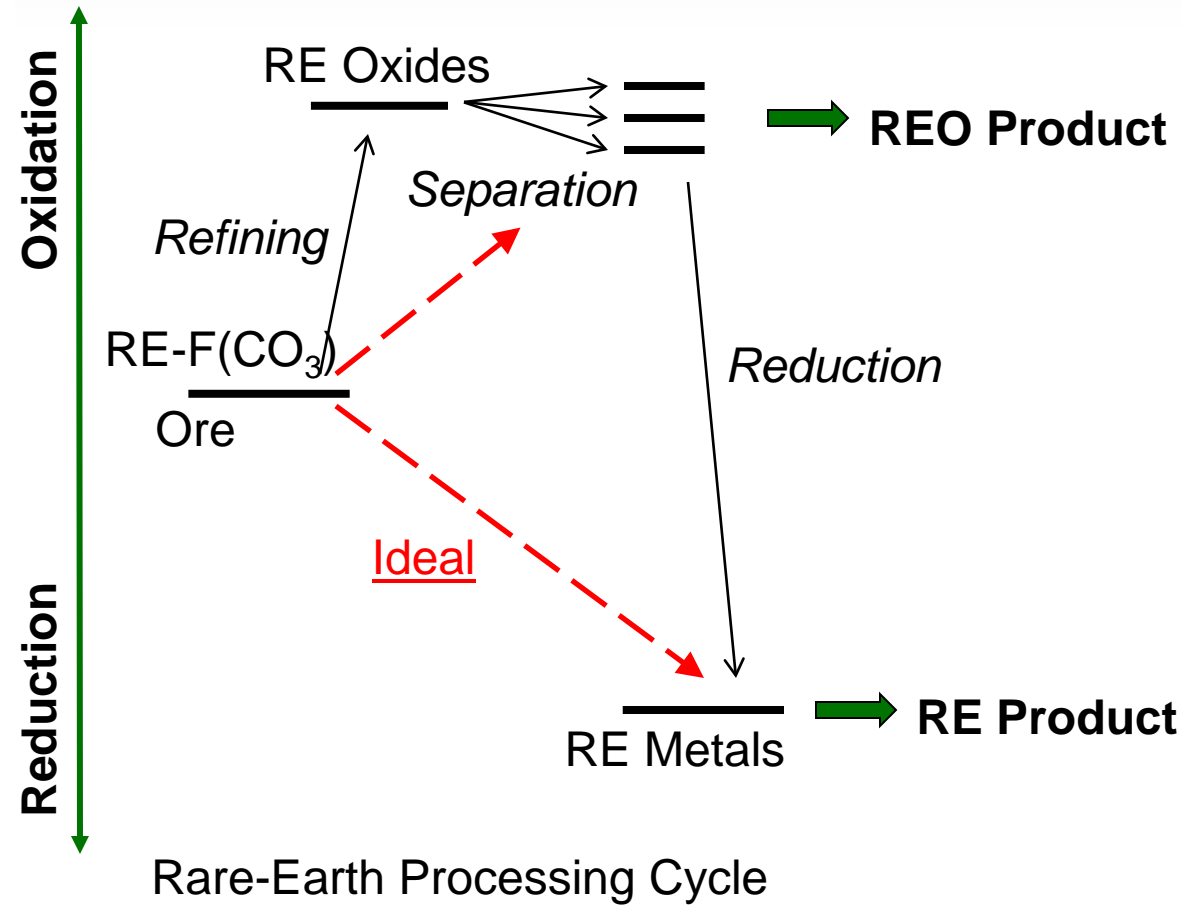 Oxidation
RE Oxides
REO Product
Separation
Refining
RE-F(CO₃)
Ore
Reduction
Ideal
Reduction
RE Product
RE Metals
Rare-Earth Processing Cycle